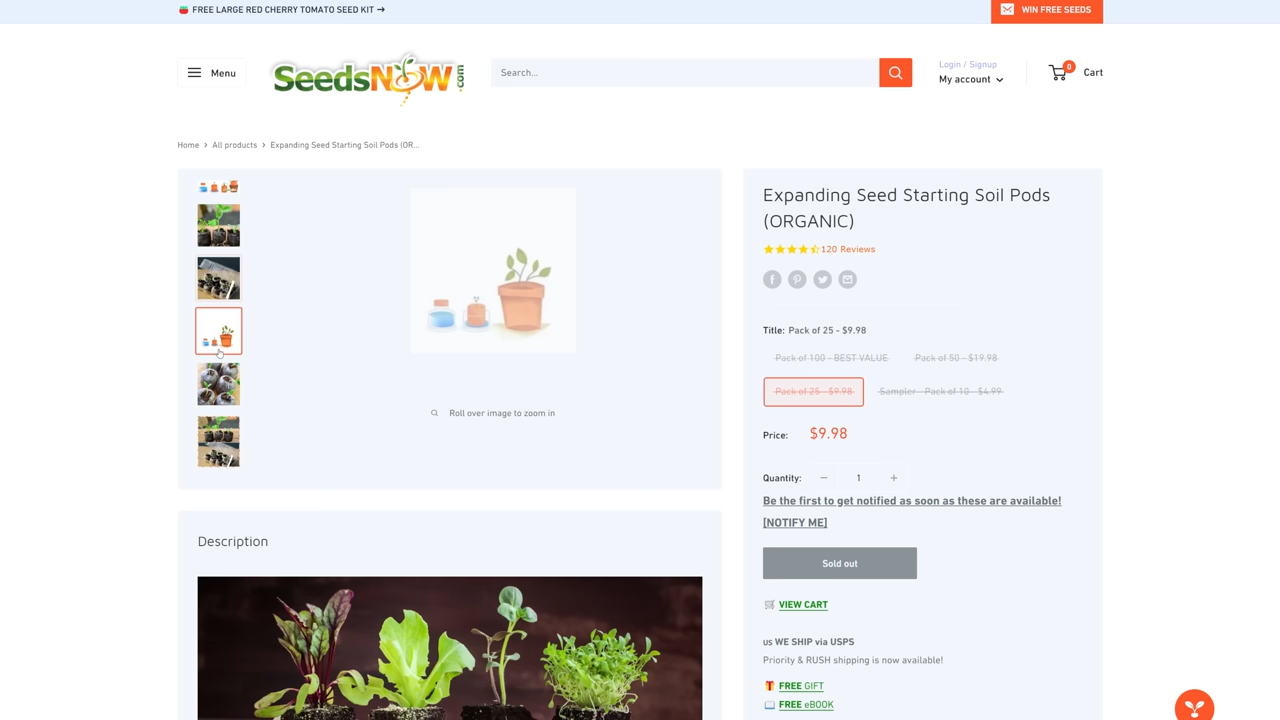 🍅 FREE LARGE RED CHERRY TOMATO SEED KIT →
WIN FREE SEEDS
Menu
SeedsNOW.com
Search...
Login / Signup
My account
0
Cart
Home › All products › Expanding Seed Starting Soil Pods (OR...
Expanding Seed Starting Soil Pods
(ORGANIC)
120 Reviews
Title: Pack of 25 - $9.98
Pack of 100 - BEST VALUE
Pack of 50 - $19.98
Pack of 25 - $9.98
Sampler - Pack of 10 - $4.99
Price: $9.98
Roll over image to zoom in
Quantity: − 1 +
Be the first to get notified as soon as these are available!
[NOTIFY ME]
Description
Sold out
🛒 VIEW CART
us WE SHIP via USPS
Priority & RUSH shipping is now available!
🎁 FREE GIFT
📖 FREE eBOOK